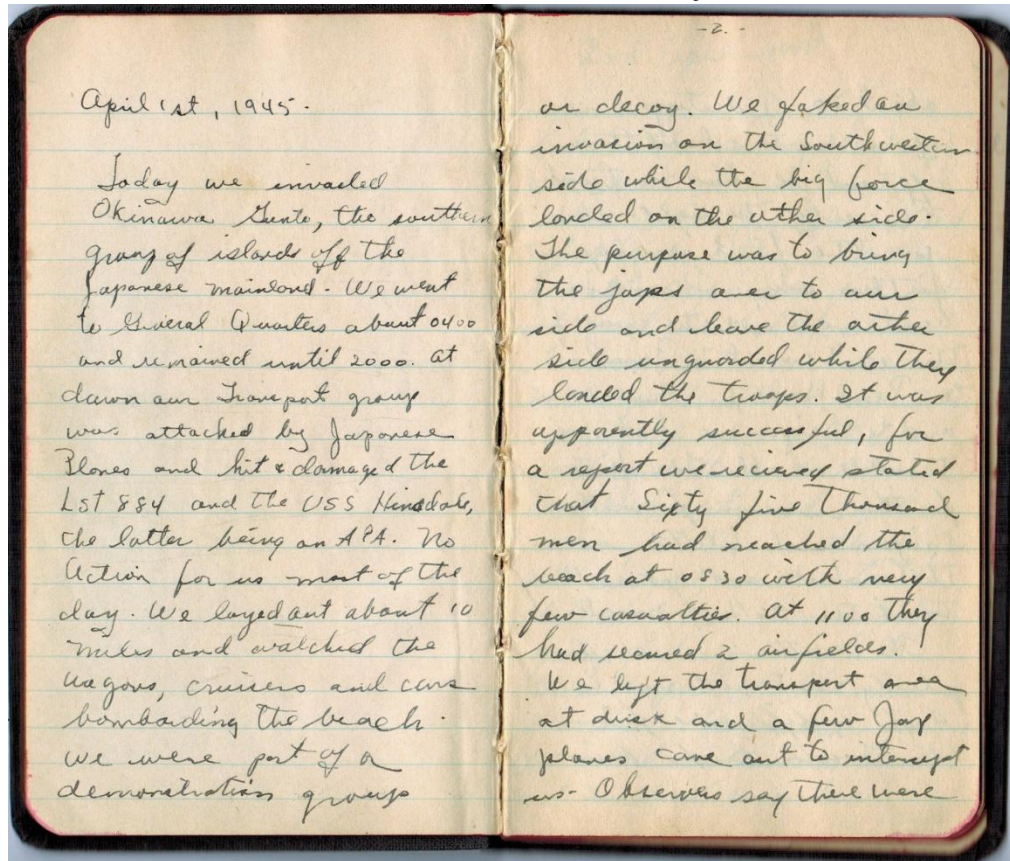 April 1st, 1945.
Today we invaded
Okinawa Gunto, the southern
group of islands off the
Japanese mainland. We went
to General Quarters about 0400
and remained until 2000. At
dawn our Transport group
was attacked by Japanese
Planes and hit & damaged the
LST 884 and the USS Hinsdale,
the latter being an APA. No
Action for us most of the
day. We layed out about 10
miles and watched the
wagons, cruisers and cans
bombarding the beach.
We were part of a
demonstration group
-2.-
or decoy. We faked an
invasion on the Southwestern
side while the big force
landed on the other side.
The purpose was to bring
the japs over to our
side and leave the other
side unguarded while they
landed the troops. It was
apparently successful, for
a report we recieved stated
that Sixty five Thousand
men had reached the
beach at 0830 with very
few casualties. At 1100 they
had secured 2 airfields.
We left the transport area
at dusk and a few Jap
planes came out to intercept
us. Observers say there were